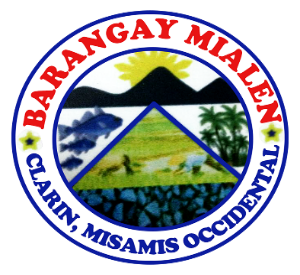 BARANGAY MIALEN
CLARIN, MISAMIS OCCIDENTAL